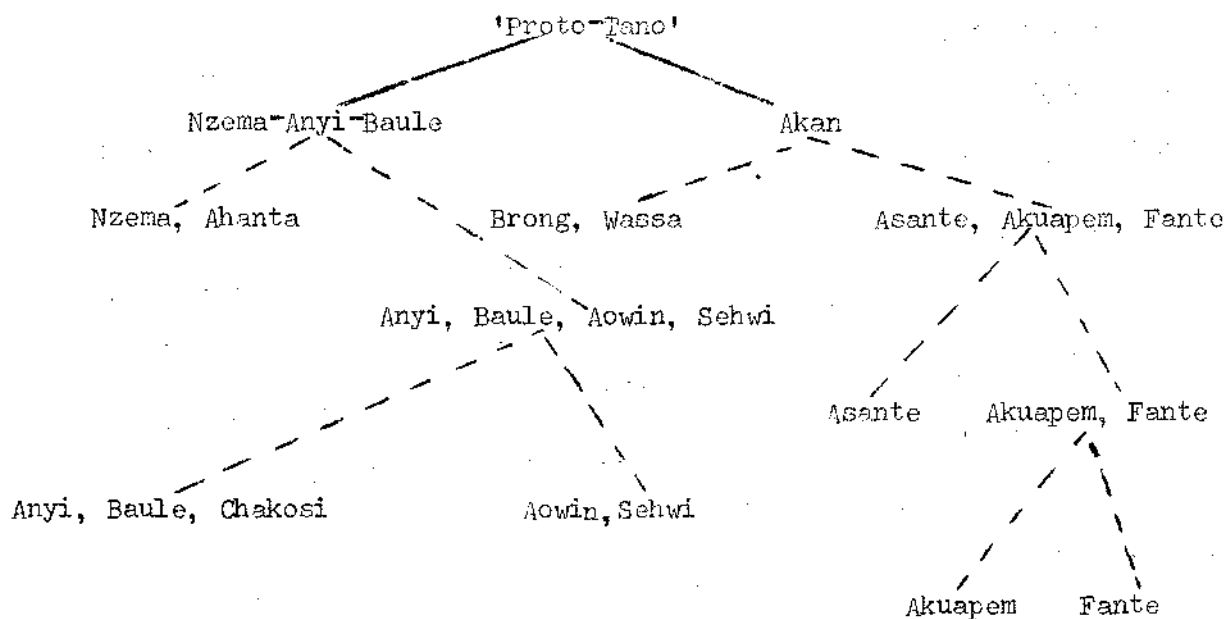 'Proto-Tano'
Nzema-Anyi-Baule Akan
Nzema, Ahanta Brong, Wassa Asante, Akuapem, Fante
Anyi, Baule, Aowin, Sehwi
Asante Akuapem, Fante
Anyi, Baule, Chakosi Aowin,Sehwi
Akuapem Fante